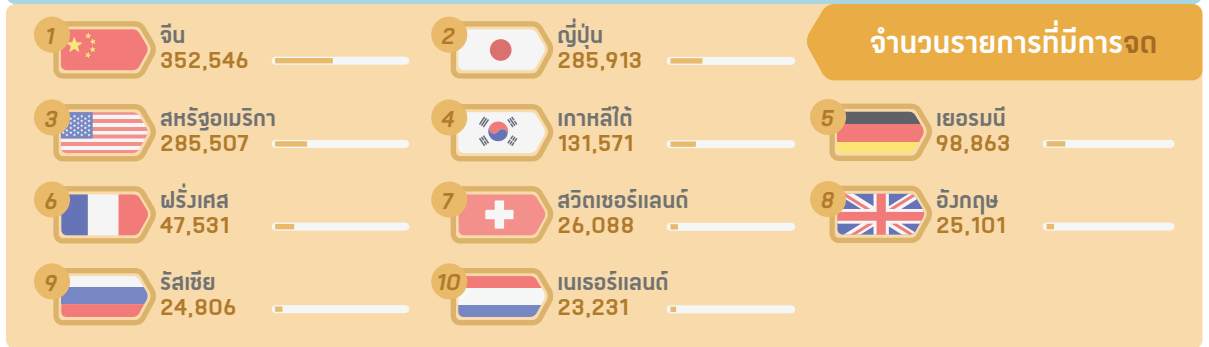 จำนวนรายการที่มีการจด
1
จีน
352,546
2
ญี่ปุ่น
285,913
3
สหรัฐอเมริกา
285,507
4
เกาหลีใต้
131,571
5
เยอรมนี
98,863
6
ฝรั่งเศส
47,531
7
สวิตเซอร์แลนด์
26,088
8
อังกฤษ
25,101
9
รัสเซีย
24,806
10
เนเธอร์แลนด์
23,231